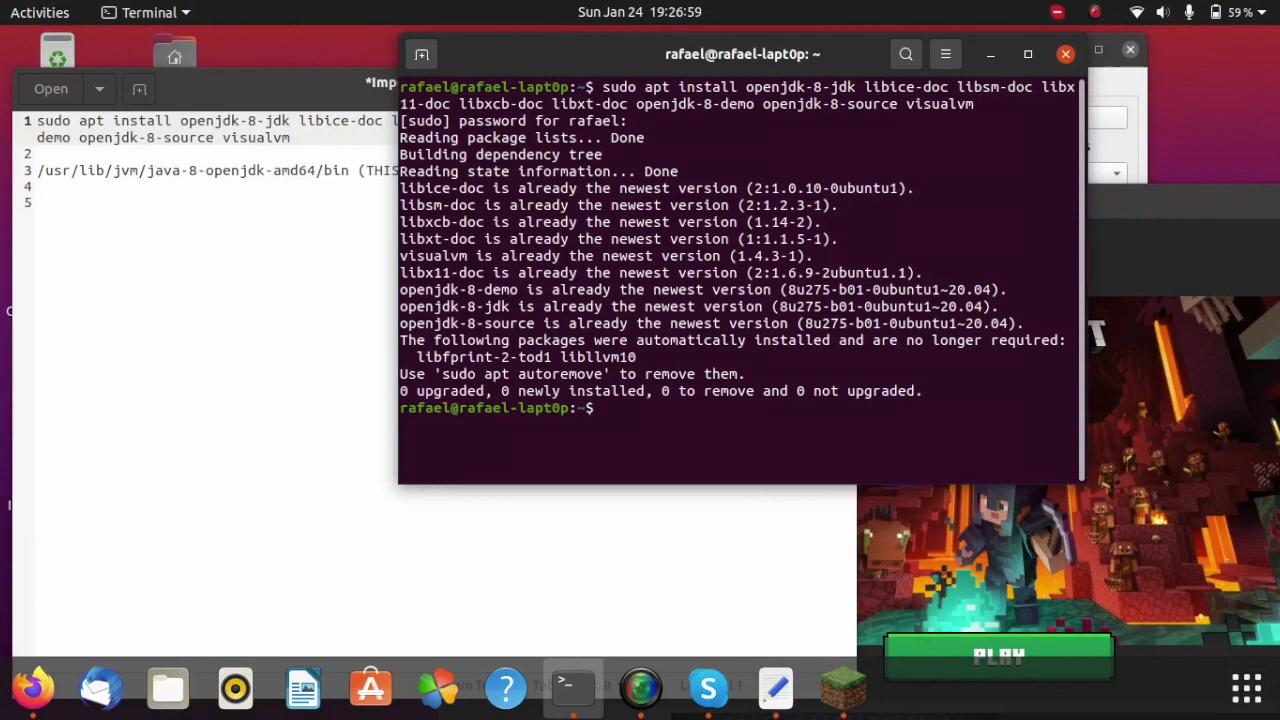 Activities
Terminal
Sun Jan 24 19:26:59
59 %
Open
*Imp
1 sudo apt install openjdk-8-jdk libice-doc l
demo openjdk-8-source visualvm
2
3 /usr/lib/jvm/java-8-openjdk-amd64/bin (THIS
4
5
rafael@rafael-lapt0p: ~
rafael@rafael-lapt0p:~$ sudo apt install openjdk-8-jdk libice-doc libsm-doc libx
11-doc libxcb-doc libxt-doc openjdk-8-demo openjdk-8-source visualvm
[sudo] password for rafael:
Reading package lists... Done
Building dependency tree
Reading state information... Done
libice-doc is already the newest version (2:1.0.10-0ubuntu1).
libsm-doc is already the newest version (2:1.2.3-1).
libxcb-doc is already the newest version (1.14-2).
libxt-doc is already the newest version (1:1.1.5-1).
visualvm is already the newest version (1.4.3-1).
libx11-doc is already the newest version (2:1.6.9-2ubuntu1.1).
openjdk-8-demo is already the newest version (8u275-b01-0ubuntu1~20.04).
openjdk-8-jdk is already the newest version (8u275-b01-0ubuntu1~20.04).
openjdk-8-source is already the newest version (8u275-b01-0ubuntu1~20.04).
The following packages were automatically installed and are no longer required:
libfprint-2-tod1 libllvm10
Use 'sudo apt autoremove' to remove them.
0 upgraded, 0 newly installed, 0 to remove and 0 not upgraded.
rafael@rafael-lapt0p:~$
PLAY